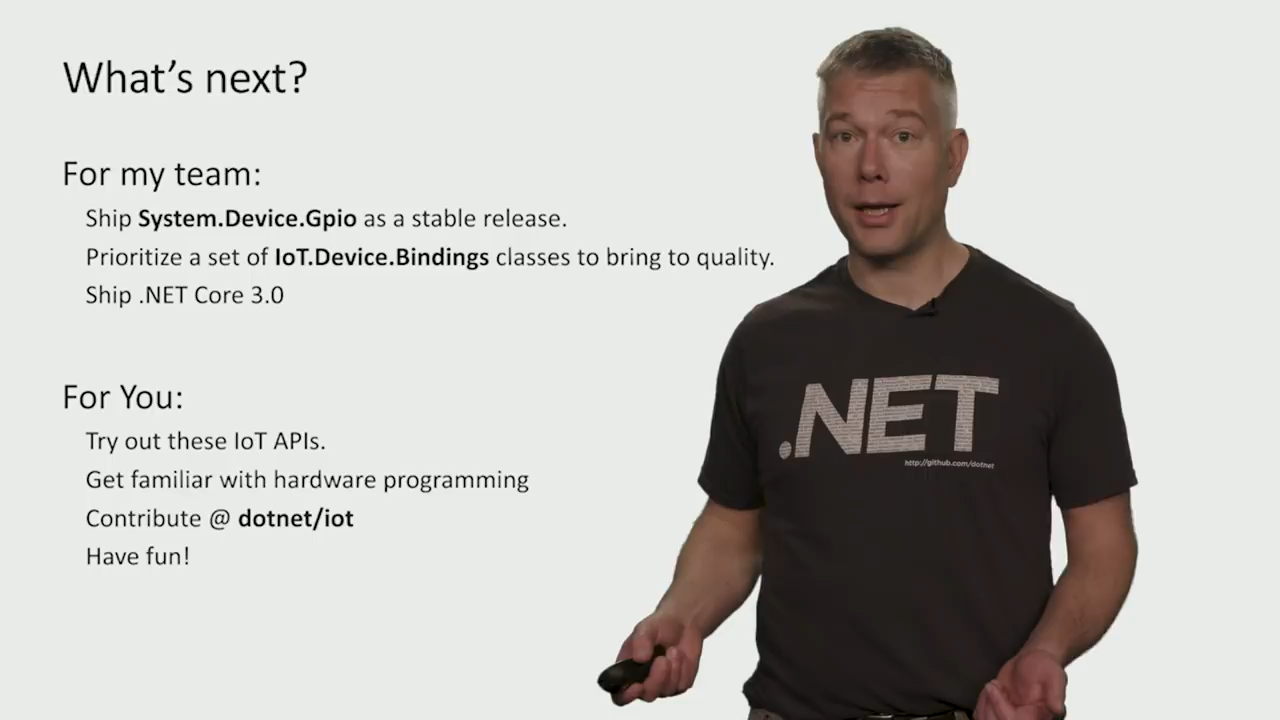 What's next?
For my team:
Ship System.Device.Gpio as a stable release.
Prioritize a set of IoT.Device.Bindings classes to bring to quality.
Ship .NET Core 3.0
For You:
Try out these IoT APIs.
Get familiar with hardware programming
Contribute @ dotnet/iot
Have fun!
.NET
http://github.com/dotnet